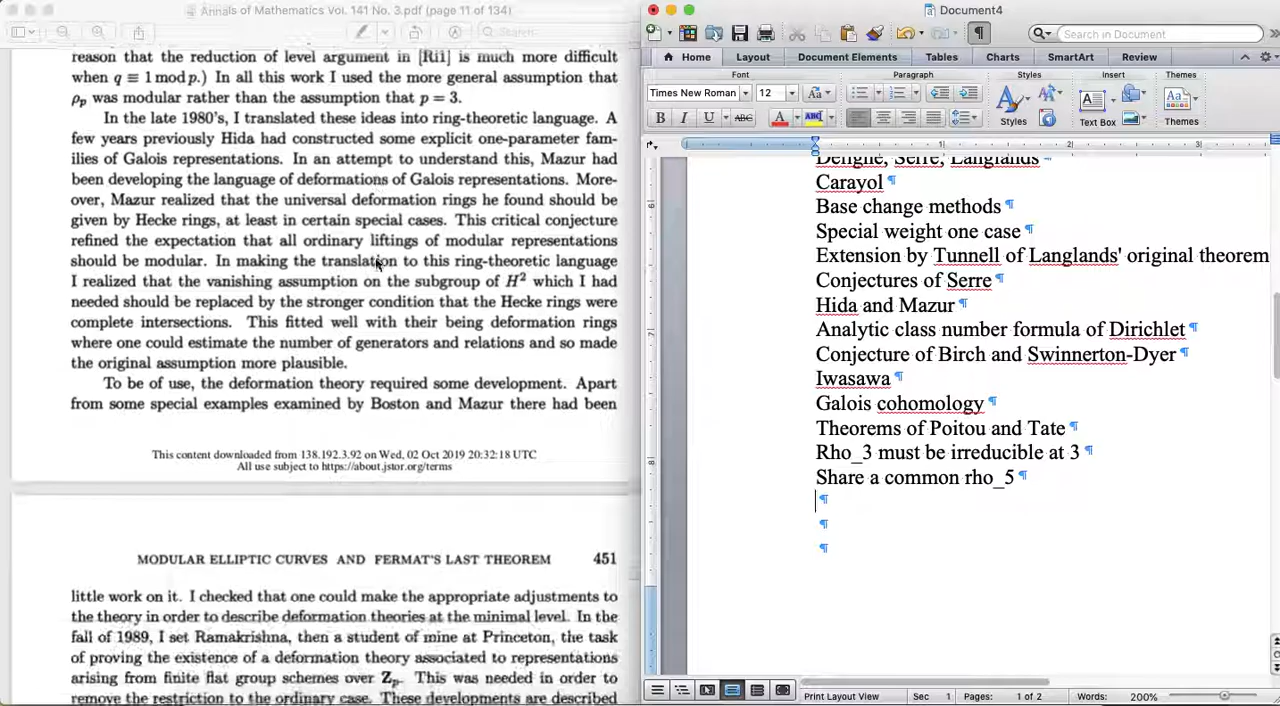 Annals of Mathematics Vol. 141 No. 3.pdf (page 11 of 134)
Search
reason that the reduction of level argument in [Ri1] is much more difficult
when q ≡ 1 mod p.) In all this work I used the more general assumption that
ρp was modular rather than the assumption that p = 3.
In the late 1980's, I translated these ideas into ring-theoretic language. A
few years previously Hida had constructed some explicit one-parameter fam-
ilies of Galois representations. In an attempt to understand this, Mazur had
been developing the language of deformations of Galois representations. More-
over, Mazur realized that the universal deformation rings he found should be
given by Hecke rings, at least in certain special cases. This critical conjecture
refined the expectation that all ordinary liftings of modular representations
should be modular. In making the translation to this ring-theoretic language
I realized that the vanishing assumption on the subgroup of H² which I had
needed should be replaced by the stronger condition that the Hecke rings were
complete intersections. This fitted well with their being deformation rings
where one could estimate the number of generators and relations and so made
the original assumption more plausible.
To be of use, the deformation theory required some development. Apart
from some special examples examined by Boston and Mazur there had been
This content downloaded from 138.192.3.92 on Wed, 02 Oct 2019 20:32:18 UTC
All use subject to https://about.jstor.org/terms
MODULAR ELLIPTIC CURVES AND FERMAT'S LAST THEOREM 451
little work on it. I checked that one could make the appropriate adjustments to
the theory in order to describe deformation theories at the minimal level. In the
fall of 1989, I set Ramakrishna, then a student of mine at Princeton, the task
of proving the existence of a deformation theory associated to representations
arising from finite flat group schemes over Zp. This was needed in order to
remove the restriction to the ordinary case. These developments are described
Document4
Search in Document
Home Layout Document Elements Tables Charts SmartArt Review
Font Paragraph Styles Insert Themes
Times New Roman 12 Aa
B I U ABC A ABC
Styles Text Box Themes
1 2 3
Deligne, Serre, Langlands
Carayol
Base change methods
Special weight one case
Extension by Tunnell of Langlands' original theorem
Conjectures of Serre
Hida and Mazur
Analytic class number formula of Dirichlet
Conjecture of Birch and Swinnerton-Dyer
Iwasawa
Galois cohomology
Theorems of Poitou and Tate
Rho_3 must be irreducible at 3
Share a common rho_5
Print Layout View Sec 1 Pages: 1 of 2 Words: 200%